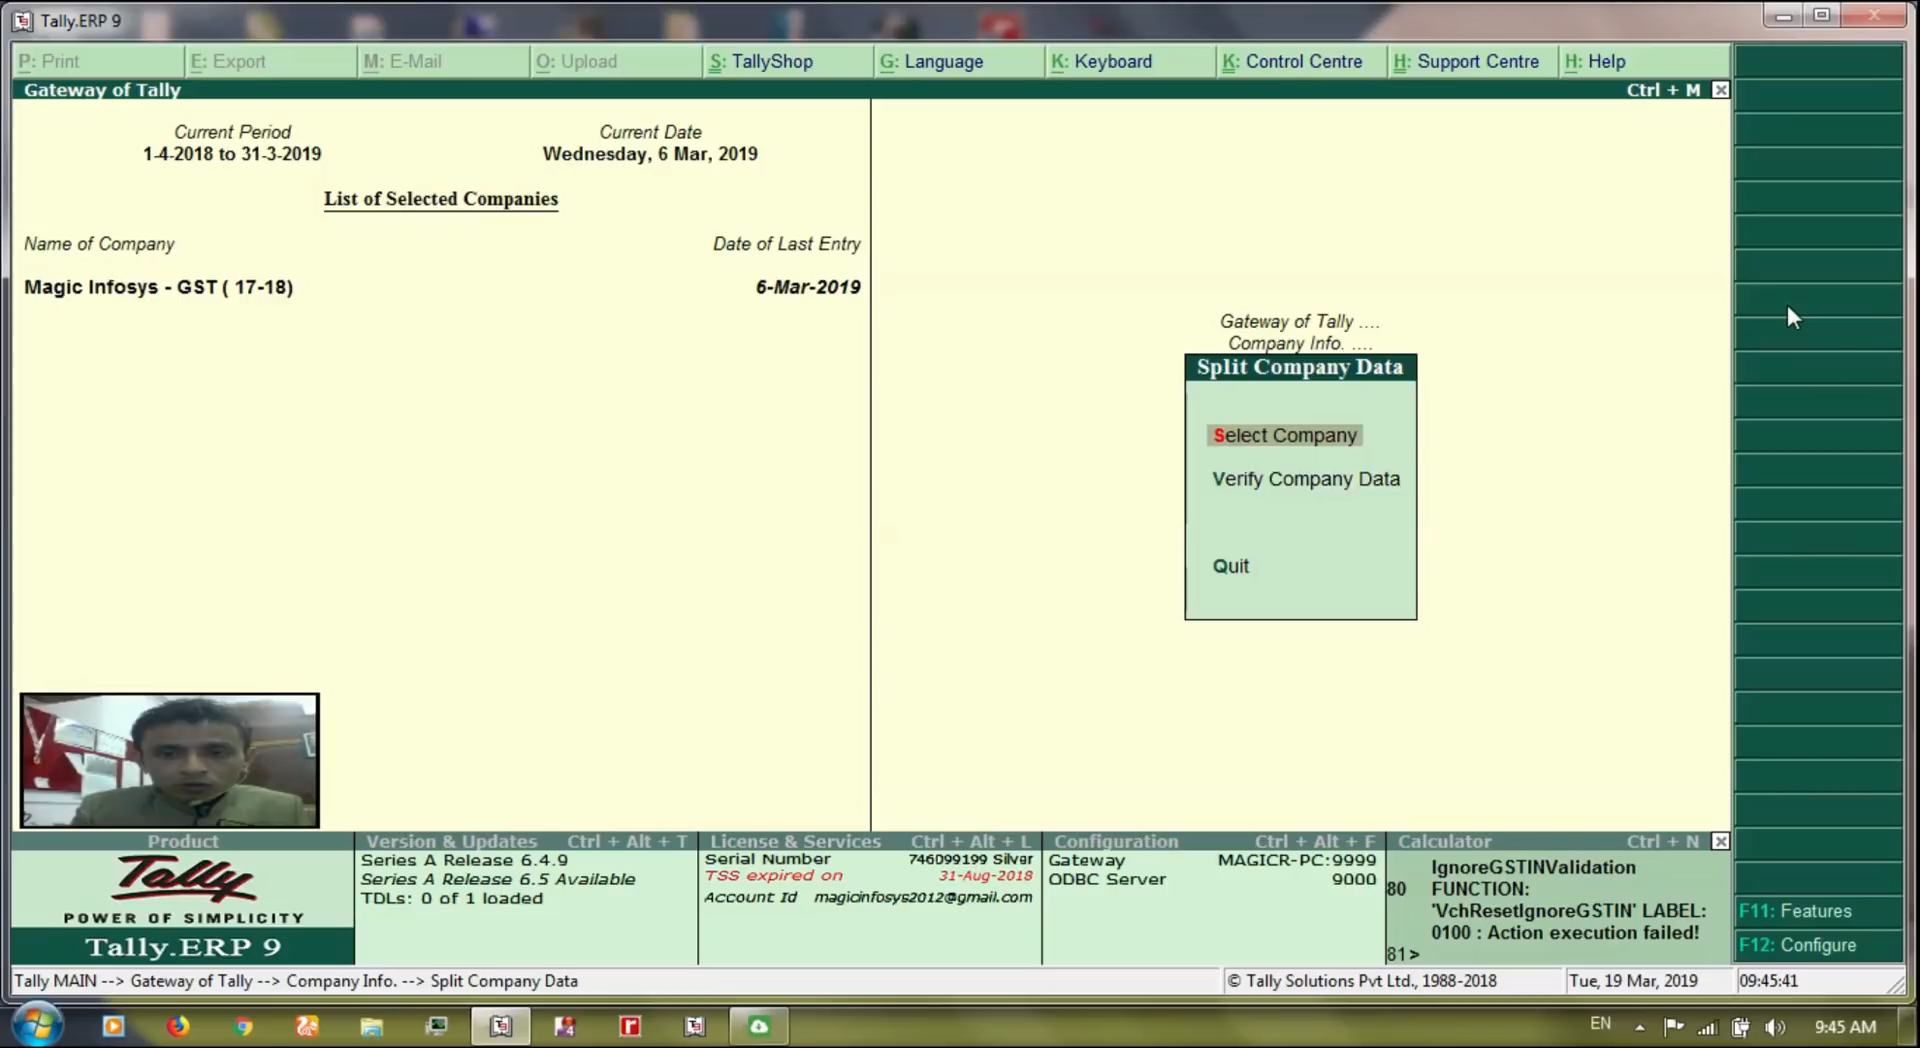 Tally.ERP 9
P: Print
E: Export
M: E-Mail
O: Upload
S: TallyShop
G: Language
K: Keyboard
K: Control Centre
H: Support Centre
H: Help
Gateway of Tally
Ctrl + M
Current Period
1-4-2018 to 31-3-2019
Current Date
Wednesday, 6 Mar, 2019
List of Selected Companies
Name of Company
Date of Last Entry
Magic Infosys - GST ( 17-18)
6-Mar-2019
Gateway of Tally ....
Company Info. ....
Split Company Data
Select Company
Verify Company Data
Quit
Product
Tally
POWER OF SIMPLICITY
Tally.ERP 9
Version & Updates Ctrl + Alt + T
Series A Release 6.4.9
Series A Release 6.5 Available
TDLs: 0 of 1 loaded
License & Services Ctrl + Alt + L
Serial Number 746099199 Silver
TSS expired on 31-Aug-2018
Account Id magicinfosys2012@gmail.com
Configuration Ctrl + Alt + F
Gateway MAGICR-PC:9999
ODBC Server 9000
Calculator Ctrl + N
IgnoreGSTINValidation
80 FUNCTION:
'VchResetIgnoreGSTIN' LABEL:
0100 : Action execution failed!
81>
F11: Features
F12: Configure
Tally MAIN --> Gateway of Tally --> Company Info. --> Split Company Data
© Tally Solutions Pvt Ltd., 1988-2018
Tue, 19 Mar, 2019
09:45:41
EN
9:45 AM